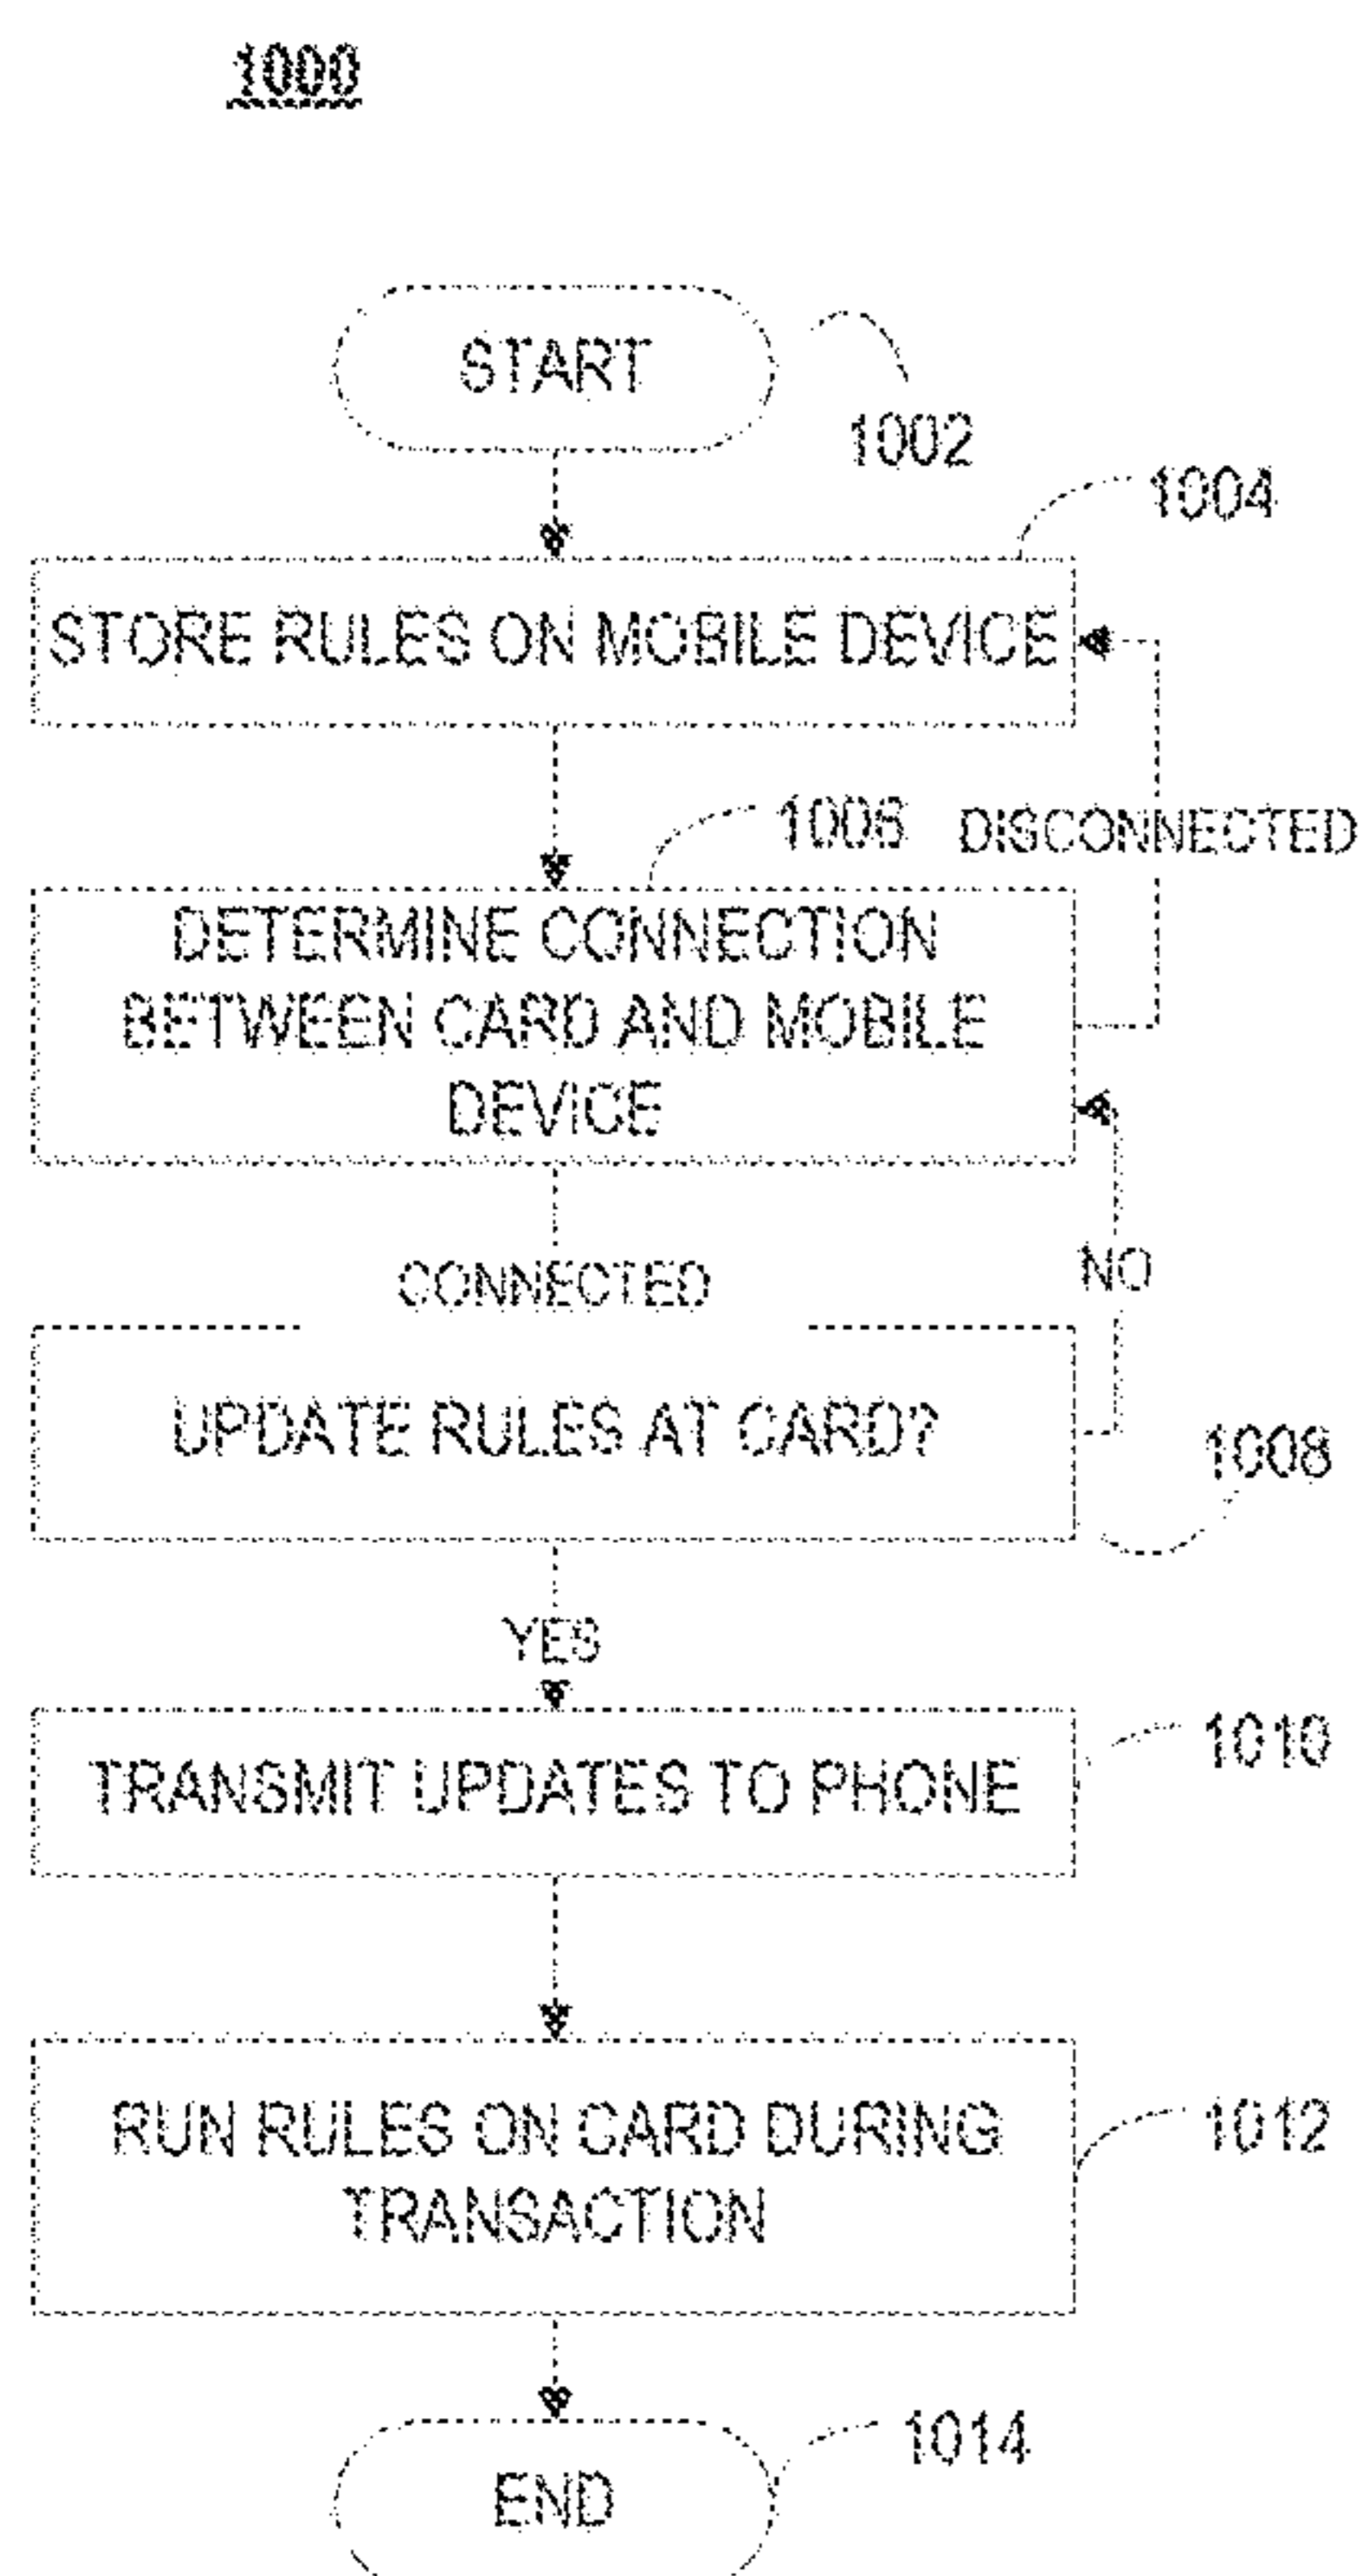 1000
START
1002
1004
STORE RULES ON MOBILE DEVICE
1006
DISCONNECTED
DETERMINE CONNECTION
BETWEEN CARD AND MOBILE
DEVICE
CONNECTED
NO
UPDATE RULES AT CARD?
1008
YES
TRANSMIT UPDATES TO PHONE
1010
RUN RULES ON CARD DURING
TRANSACTION
1012
1014
END